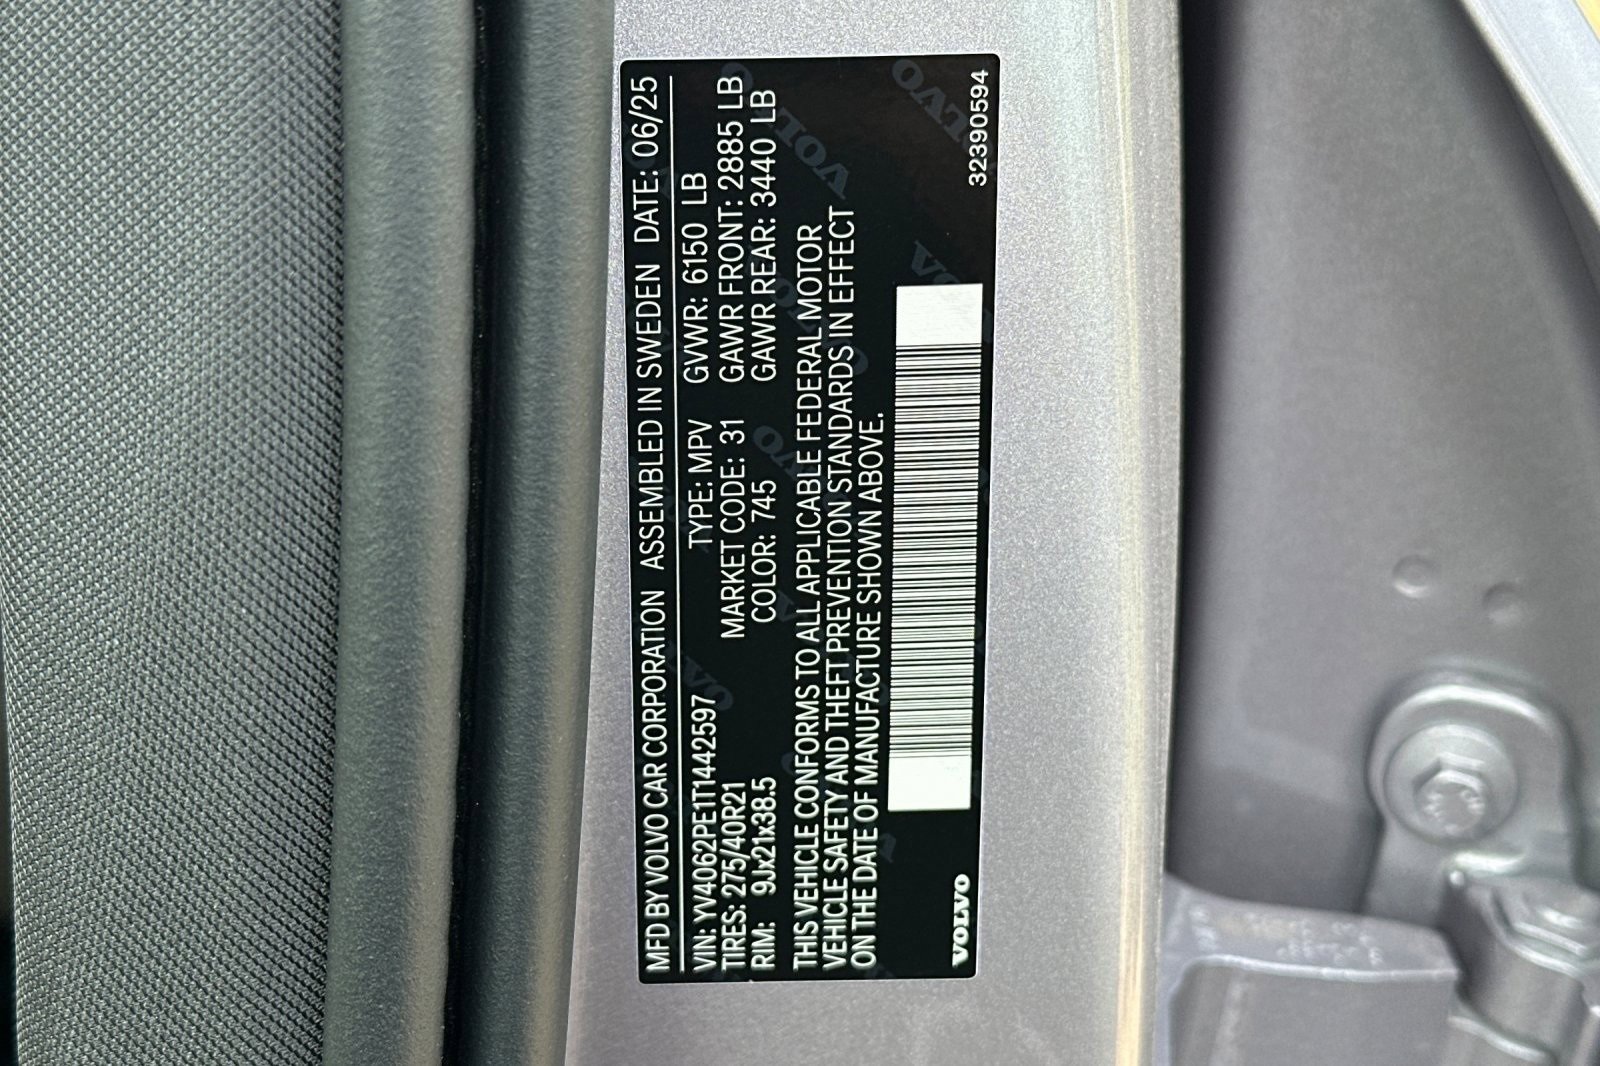 MFD BY VOLVO CAR CORPORATION ASSEMBLED IN SWEDEN DATE: 06/25
VIN: YV4062PE1T1442597 TYPE: MPV GVWR: 6150 LB
TIRES: 275/40R21 MARKET CODE: 31 GAWR FRONT: 2885 LB
RIM: 9Jx21x38.5 COLOR: 745 GAWR REAR: 3440 LB
THIS VEHICLE CONFORMS TO ALL APPLICABLE FEDERAL MOTOR
VEHICLE SAFETY AND THEFT PREVENTION STANDARDS IN EFFECT
ON THE DATE OF MANUFACTURE SHOWN ABOVE.
VOLVO
32390594